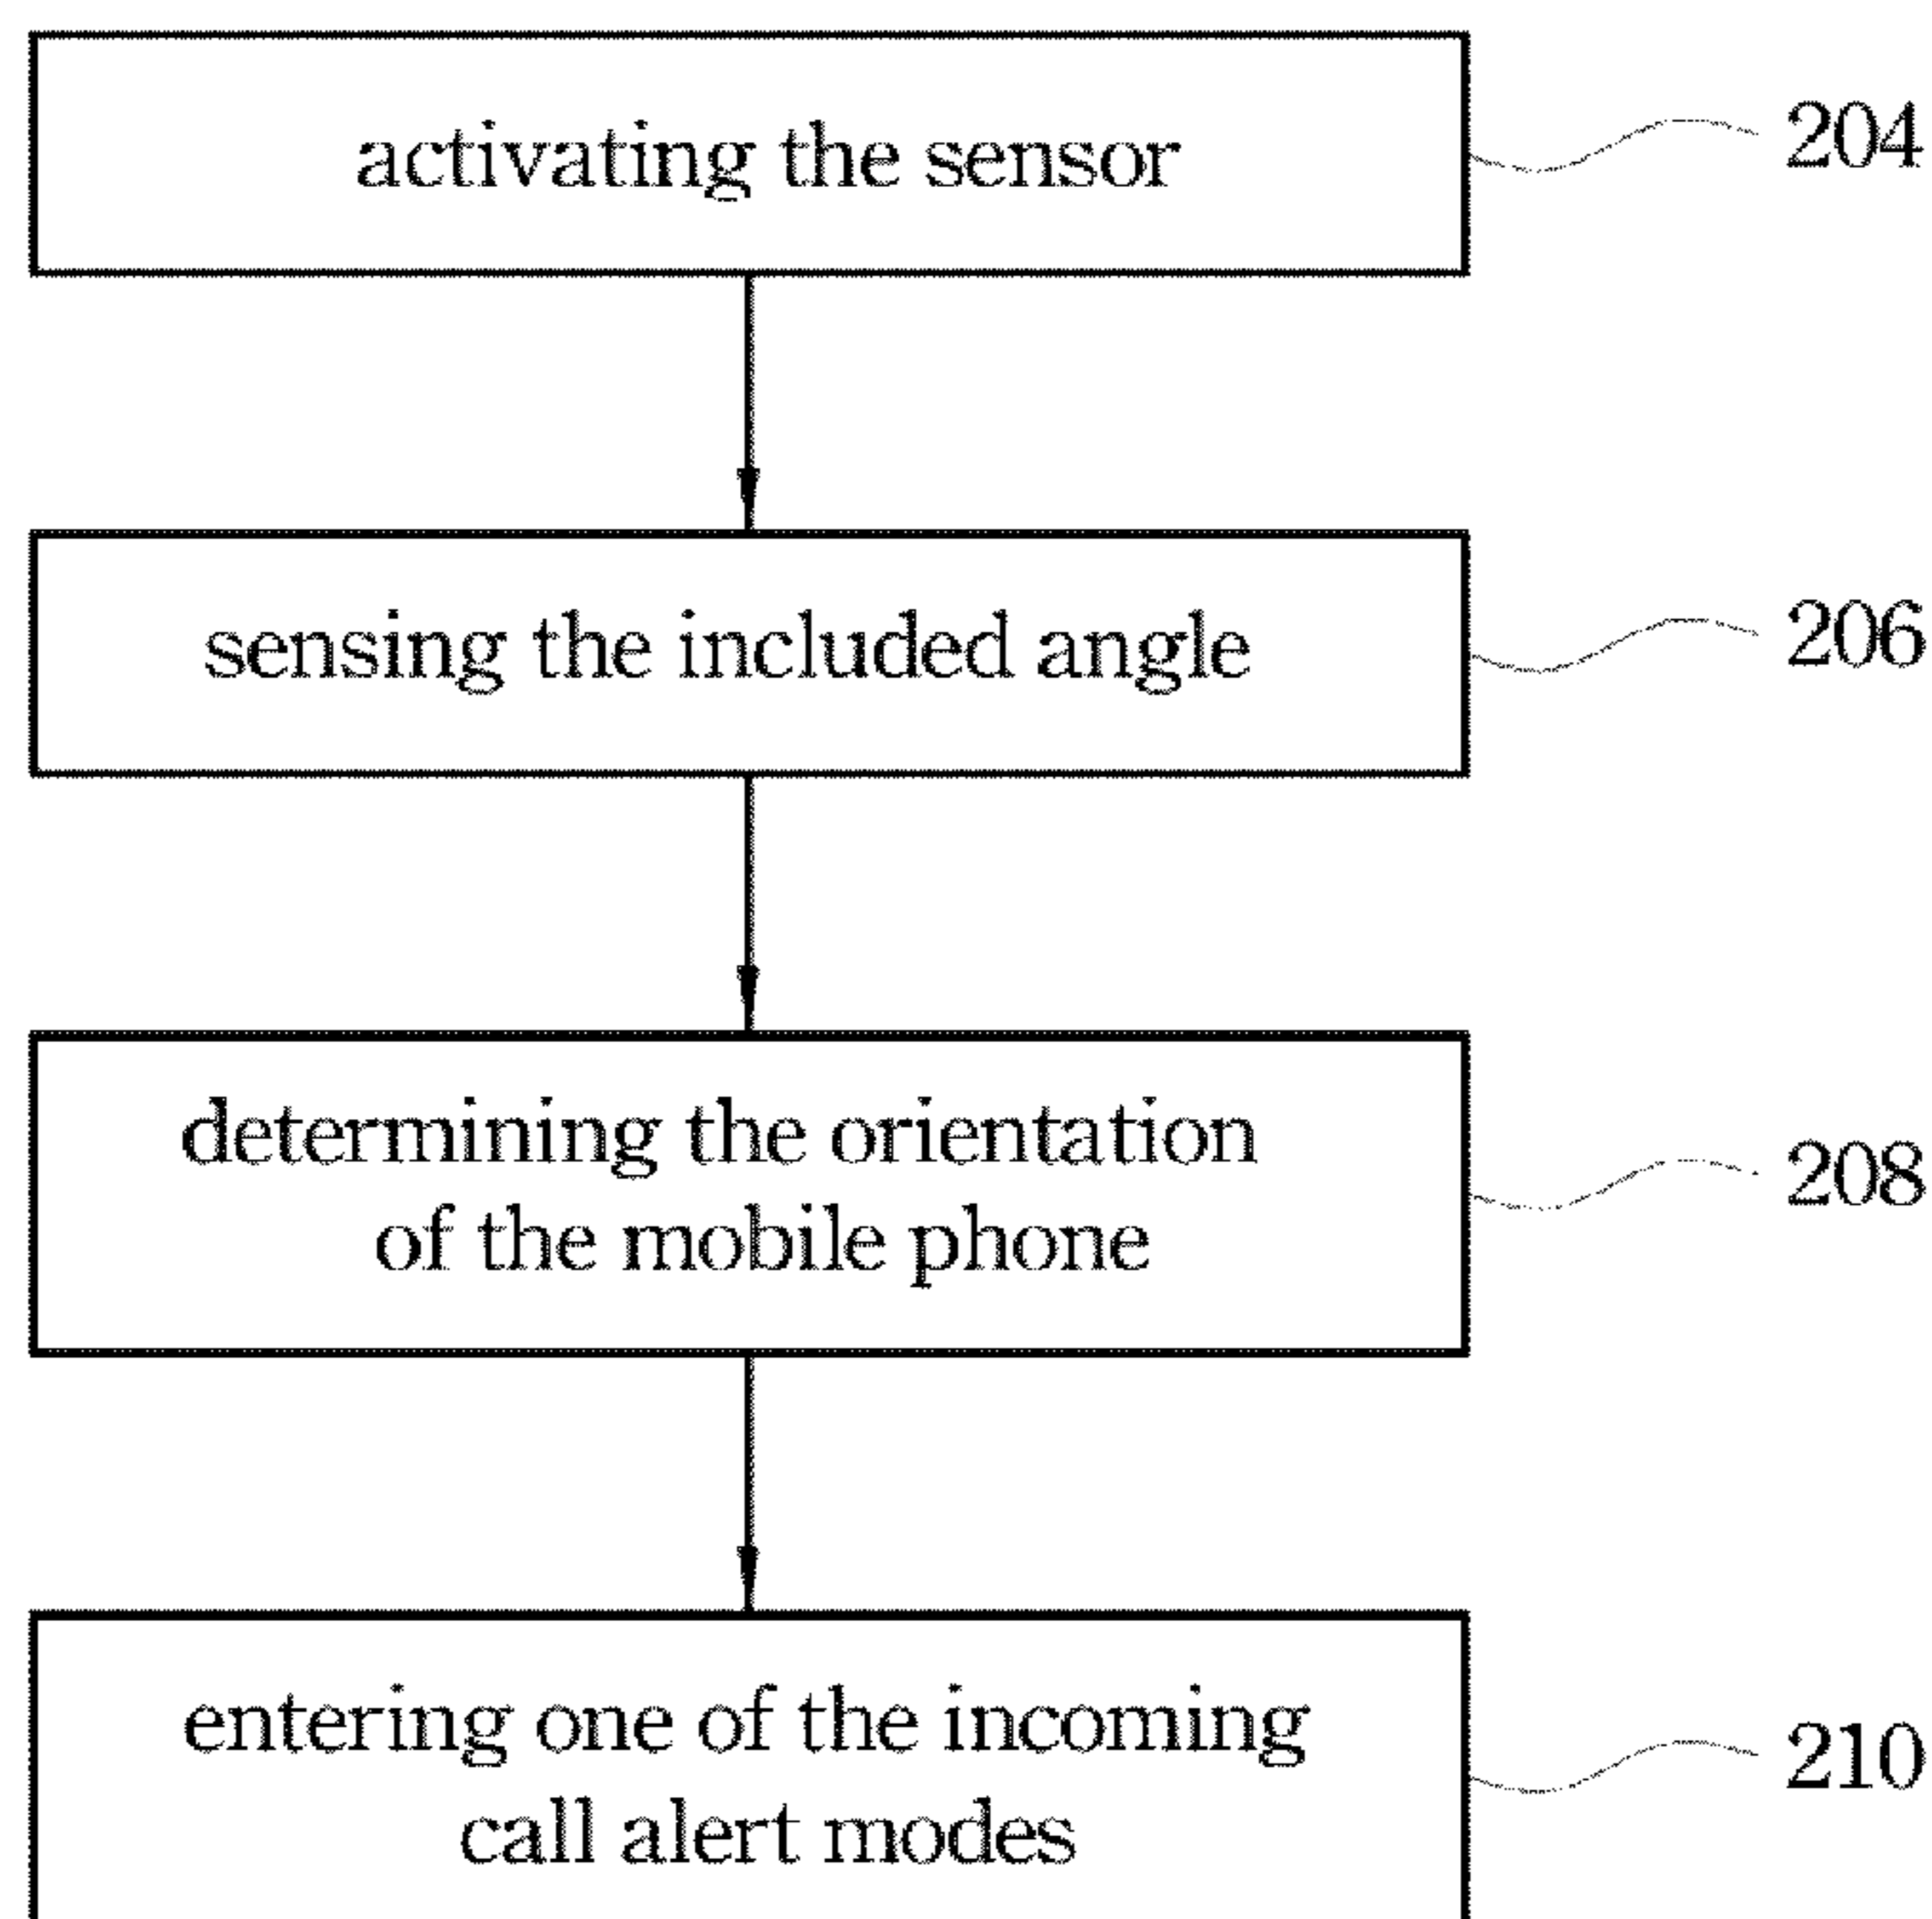 activating the sensor
204
sensing the included angle
206
determining the orientation
of the mobile phone
208
entering one of the incoming
call alert modes
210